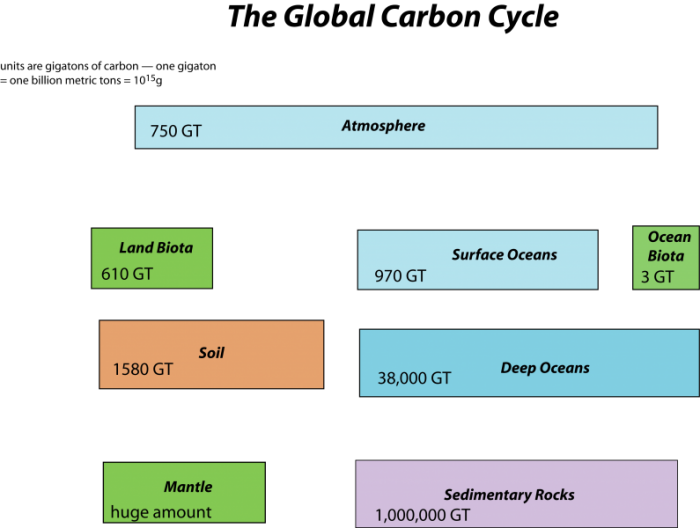 The Global Carbon Cycle
units are gigatons of carbon — one gigaton
= one billion metric tons = 10¹⁵g
Atmosphere
750 GT
Land Biota
610 GT
Surface Oceans
970 GT
Ocean
Biota
3 GT
Soil
1580 GT
Deep Oceans
38,000 GT
Mantle
huge amount
Sedimentary Rocks
1,000,000 GT